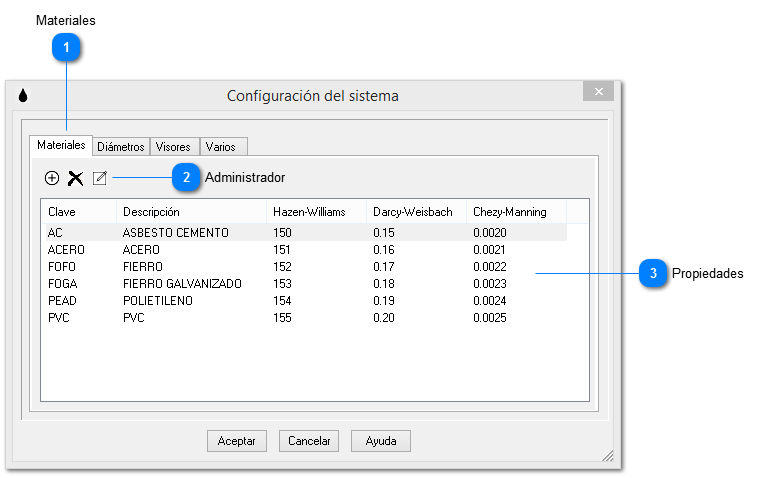 Materiales
1
Configuración del sistema
Materiales Diámetros Visores Varios
2 Administrador
Clave Descripción Hazen-Williams Darcy-Weisbach Chezy-Manning
AC ASBESTO CEMENTO 150 0.15 0.0020
ACERO ACERO 151 0.16 0.0021
FOFO FIERRO 152 0.17 0.0022
3 Propiedades
FOGA FIERRO GALVANIZADO 153 0.18 0.0023
PEAD POLIETILENO 154 0.19 0.0024
PVC PVC 155 0.20 0.0025
Aceptar Cancelar Ayuda